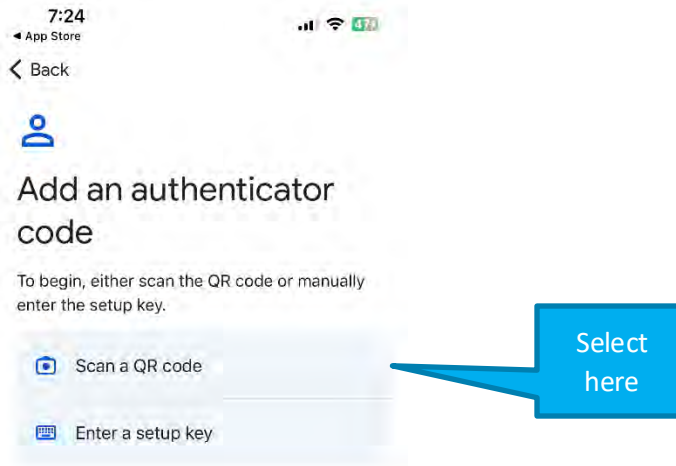 7:24
App Store
47
Back
Add an authenticator
code
To begin, either scan the QR code or manually
enter the setup key.
Scan a QR code
Select
here
Enter a setup key